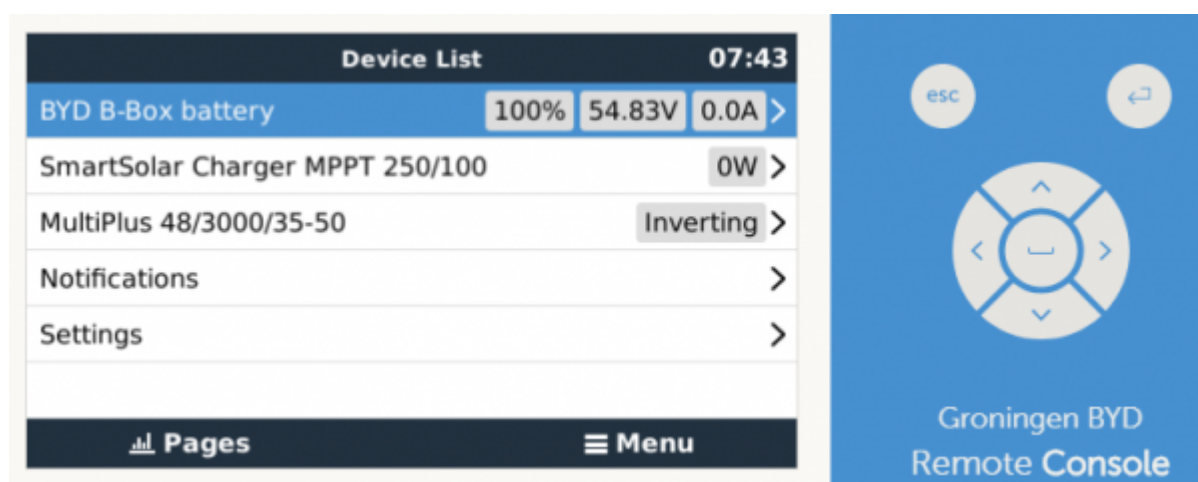 Device List 07:43
BYD B-Box battery 100% 54.83V 0.0A
SmartSolar Charger MPPT 250/100 0W
MultiPlus 48/3000/35-50 Inverting
Notifications
Settings
Pages Menu
esc
Groningen BYD
Remote Console